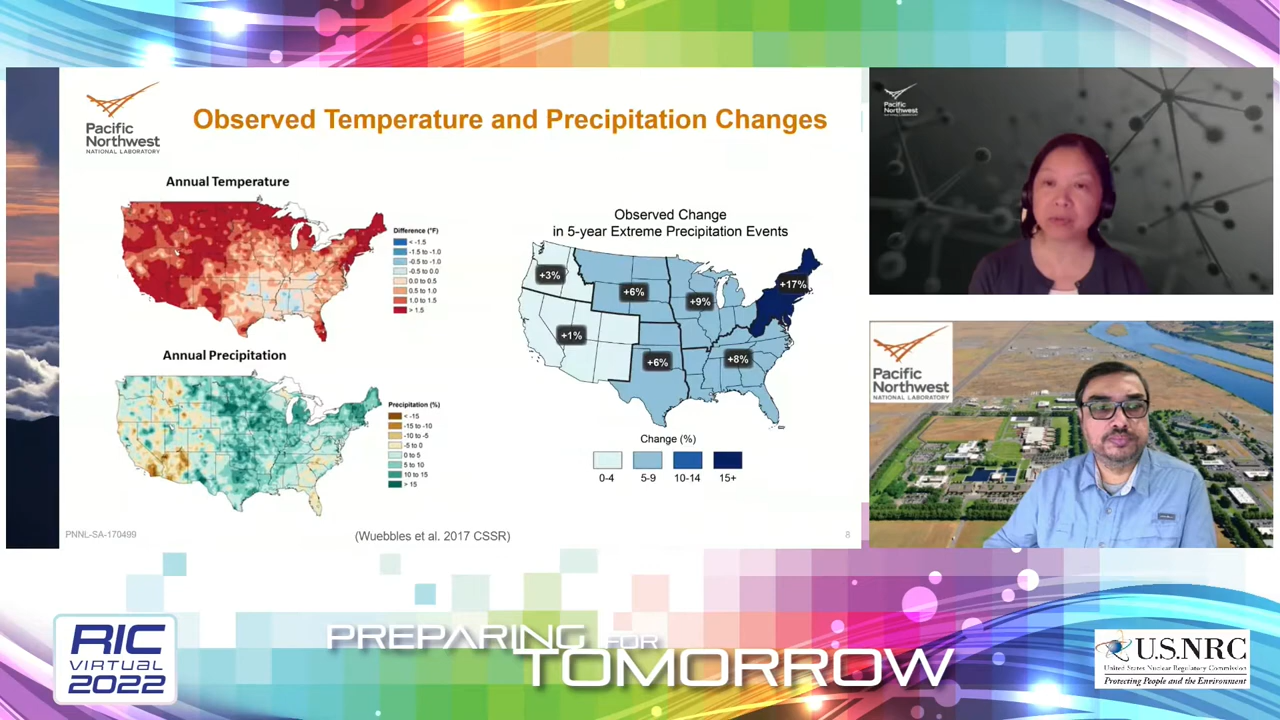 Pacific
Northwest
NATIONAL LABORATORY
Observed Temperature and Precipitation Changes
Annual Temperature
Difference (°F)
< -1.5
-1.5 to -1.0
-0.5 to -1.0
-0.5 to 0.0
0.0 to 0.5
0.5 to 1.0
1.0 to 1.5
> 1.5
Annual Precipitation
Precipitation (%)
< -15
-15 to -10
-10 to -5
-5 to 0
0 to 5
5 to 10
10 to 15
> 15
Observed Change
in 5-year Extreme Precipitation Events
+3%
+6%
+9%
+17%
+1%
+6%
+8%
Change (%)
0-4 5-9 10-14 15+
PNNL-SA-170499
(Wuebbles et al. 2017 CSSR)
8
Pacific
Northwest
NATIONAL LABORATORY
Pacific
Northwest
NATIONAL LABORATORY
RIC
VIRTUAL
2022
PREPARING FOR
TOMORROW
U.S.NRC
United States Nuclear Regulatory Commission
Protecting People and the Environment